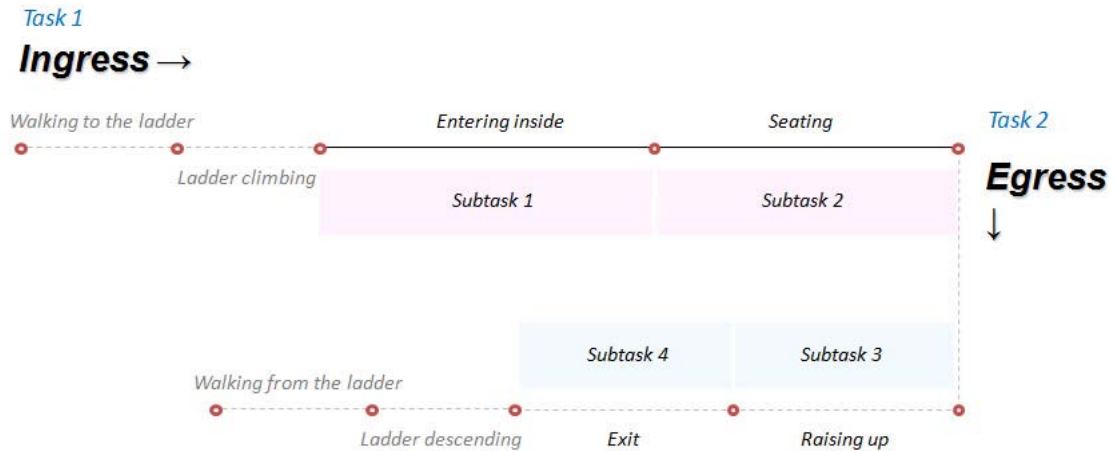 Task 1
Ingress →
Walking to the ladder
Entering inside
Seating
Task 2
Ladder climbing
Egress
↓
Subtask 1
Subtask 2
Subtask 4
Subtask 3
Walking from the ladder
Ladder descending
Exit
Raising up